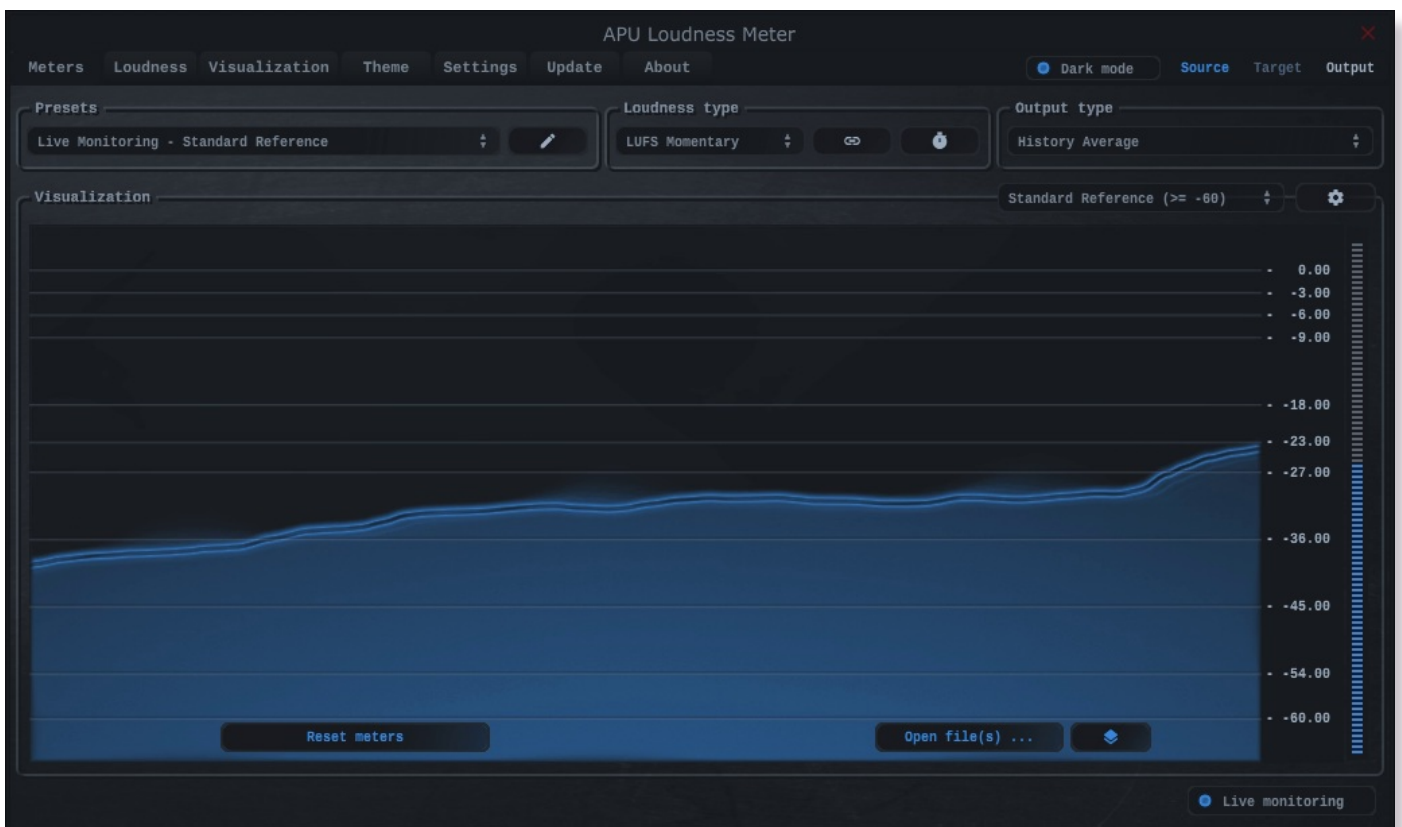 APU Loudness Meter
Meters Loudness Visualization Theme Settings Update About Dark mode Source Target Output
Presets Loudness type Output type
Live Monitoring - Standard Reference LUFS Momentary History Average
Visualization Standard Reference (>= -60)
- 0.00
- -3.00
- -6.00
- -9.00
- -18.00
- -23.00
- -27.00
- -36.00
- -45.00
- -54.00
- -60.00
Reset meters Open file(s) ...
Live monitoring